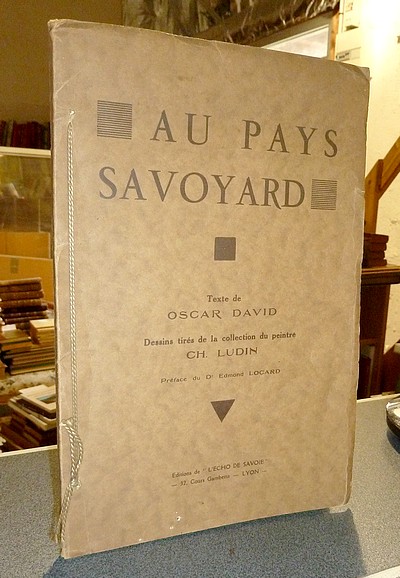 AU PAYS
SAVOYARD
Texte de
OSCAR DAVID
Dessins tirés de la collection du peintre
CH. LUDIN
Préface du Dr Edmond LOCARD
Editions de "L'ECHO DE SAVOIE"
— 37, Cours Gambetta — LYON —